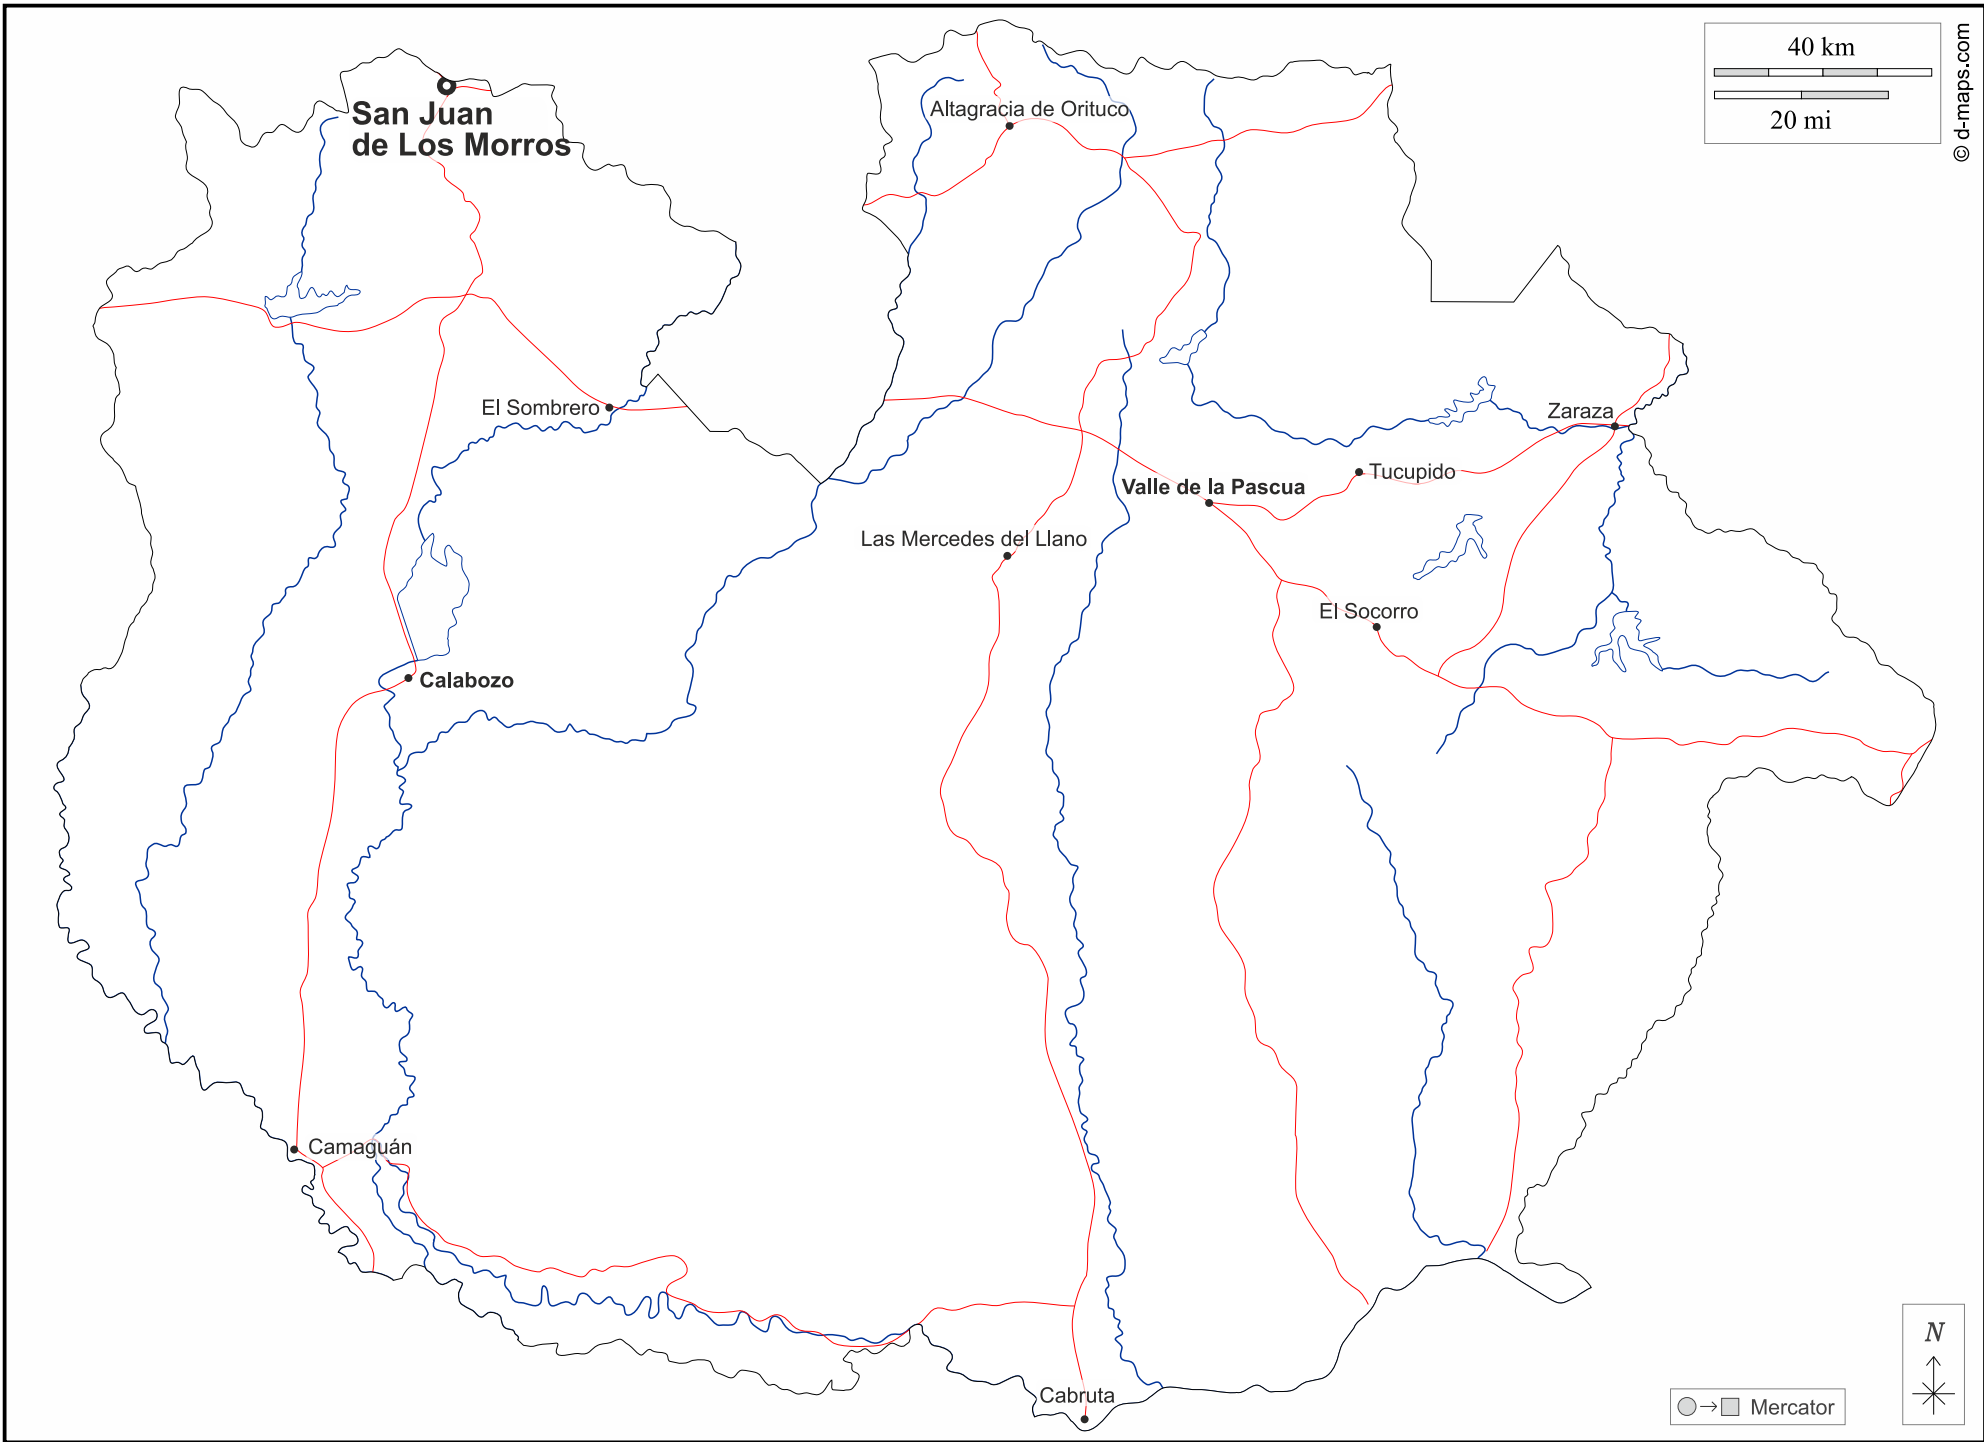 40 km
20 mi
© d-maps.com
San Juan
de Los Morros
Altagracia de Orituco
El Sombrero
Zaraza
Tucupido
Valle de la Pascua
Las Mercedes del Llano
El Socorro
Calabozo
Camaguán
Cabruta
N
Mercator